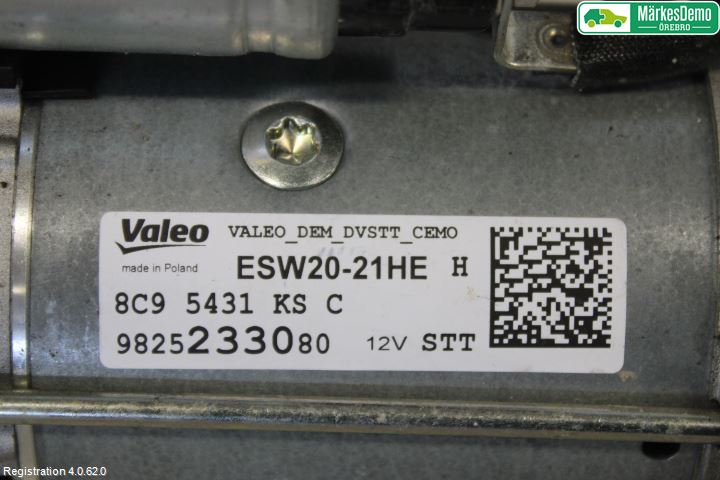 MärkesDemo
ÖREBRO
Valeo VALEO_DEM_DVSTT_CEMO
made in Poland ESW20-21HE H
8C9 5431 KS C
9825233080 12V STT
Registration 4.0.62.0